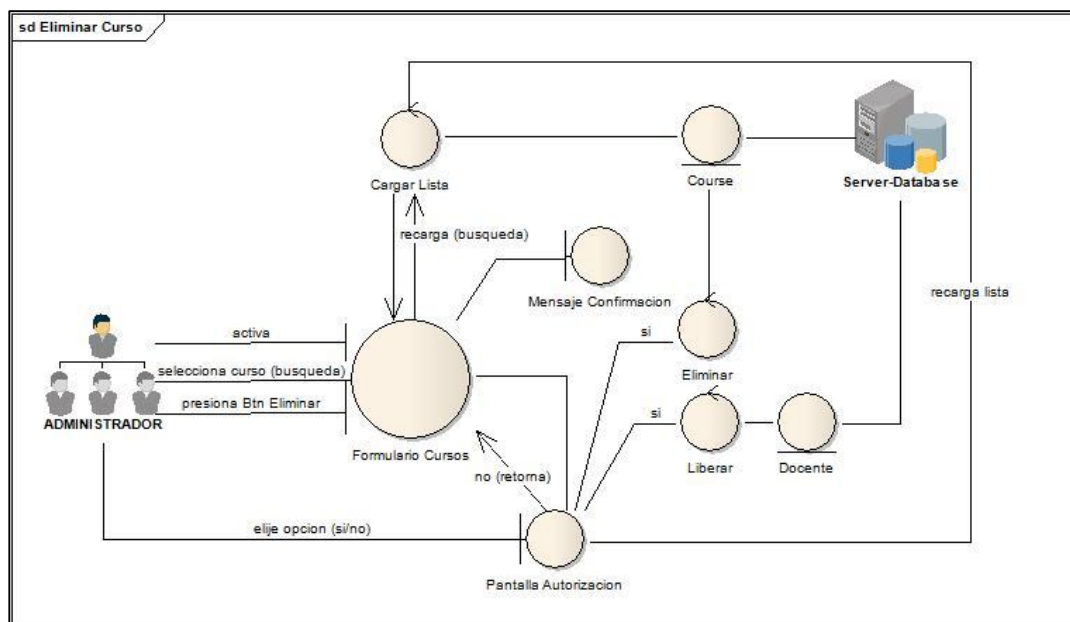 sd Eliminar Curso
Cargar Lista
Course
Server-Database
recarga (busqueda)
Mensaje Confirmacion
recarga lista
activa
si
selecciona curso (busqueda)
Eliminar
presiona Btn Eliminar
ADMINISTRADOR
si
Formulario Cursos
Liberar
Docente
no (retorna)
elije opcion (si/no)
Pantalla Autorizacion